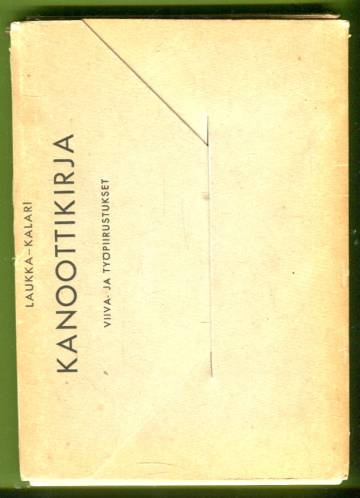 LAUKKA–KALARI
KANOOTTIKIRJA
VIIVA- JA TYÖPIIRUSTUKSET